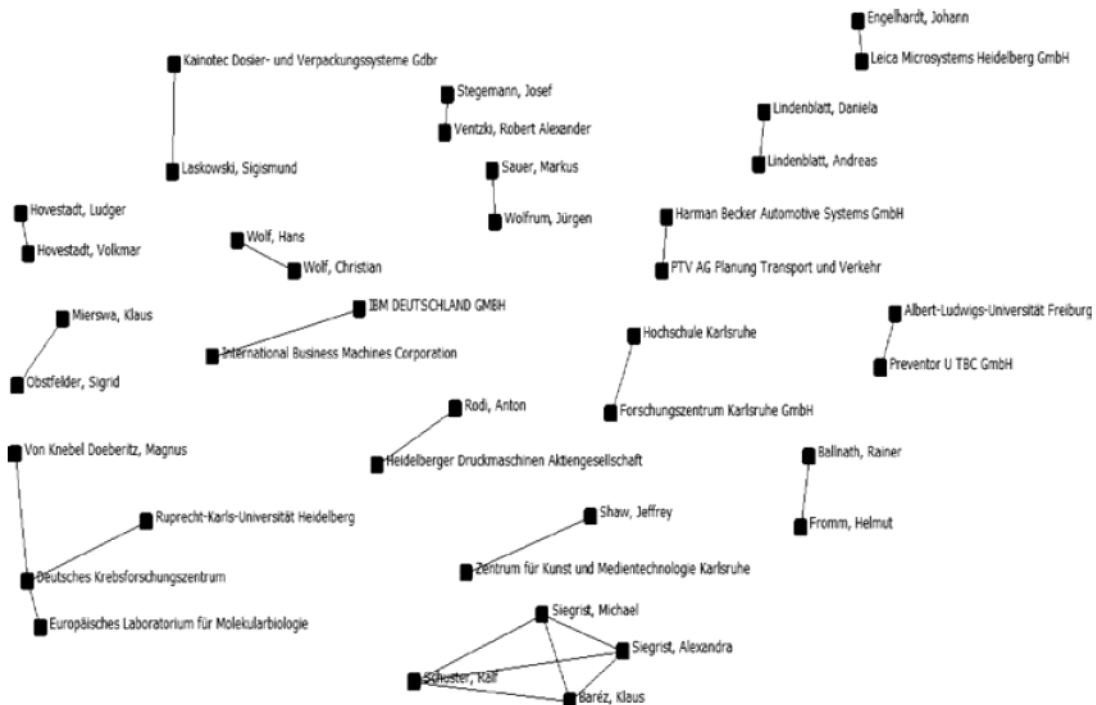 Engelhardt, Johann
Kainotec Dosier- und Verpackungssysteme Gdbr
Leica Microsystems Heidelberg GmbH
Stegemann, Josef
Lindenblatt, Daniela
Ventzki, Robert Alexander
Lindenblatt, Andreas
Laskowski, Sigismund
Sauer, Markus
Hovestadt, Ludger
Harman Becker Automotive Systems GmbH
Wolfrum, Jürgen
Wolf, Hans
Hovestadt, Volkmar
Wolf, Christian
PTV AG Planung Transport und Verkehr
IBM DEUTSCHLAND GMBH
Albert-Ludwigs-Universität Freiburg
Mierswa, Klaus
Hochschule Karlsruhe
International Business Machines Corporation
Preventor U TBC GmbH
Obstfelder, Sigrid
Rodi, Anton
Forschungszentrum Karlsruhe GmbH
Von Knebel Doeberitz, Magnus
Ballnath, Rainer
Heidelberger Druckmaschinen Aktiengesellschaft
Shaw, Jeffrey
Ruprecht-Karls-Universität Heidelberg
Fromm, Helmut
Zentrum für Kunst und Medientechnologie Karlsruhe
Deutsches Krebsforschungszentrum
Siegrist, Michael
Europäisches Laboratorium für Molekularbiologie
Siegrist, Alexandra
Schuster, Ralf
Baréz, Klaus